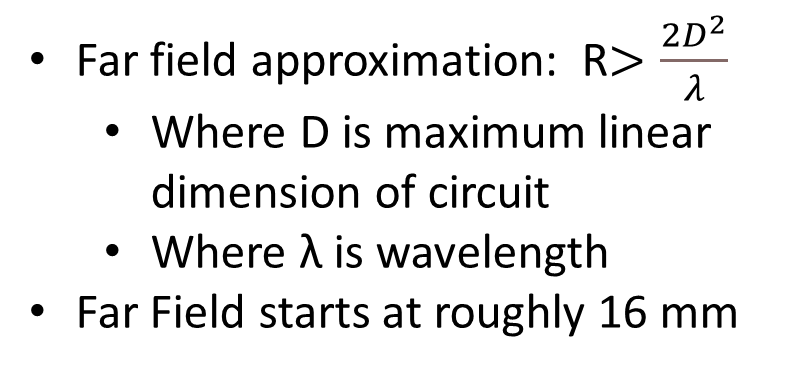 • Far field approximation: R> 2𝐷²/𝜆
• Where D is maximum linear
dimension of circuit
• Where λ is wavelength
• Far Field starts at roughly 16 mm